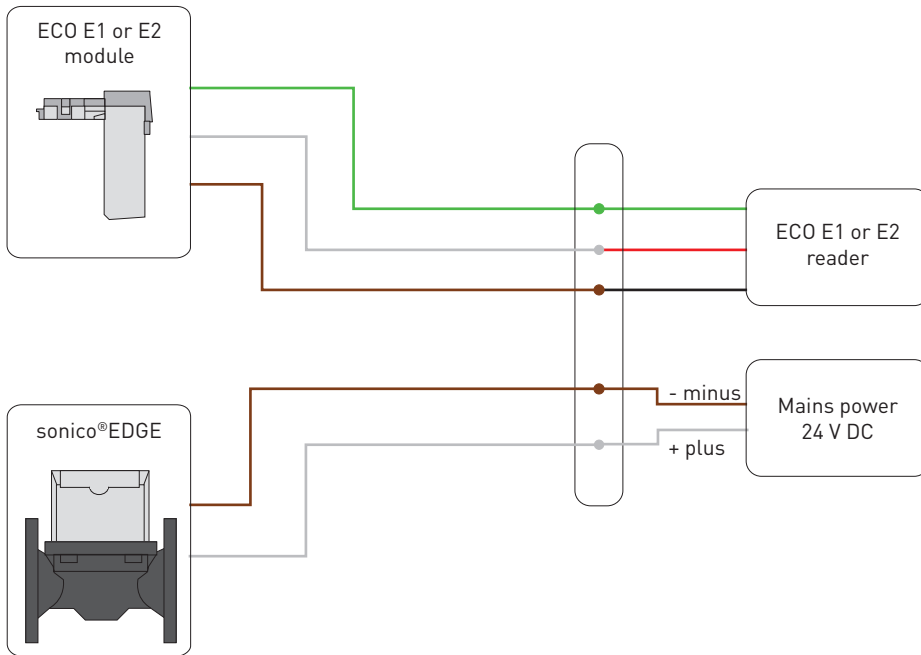 ECO E1 or E2
module
ECO E1 or E2
reader
- minus
Mains power
24 V DC
+ plus
sonico®EDGE